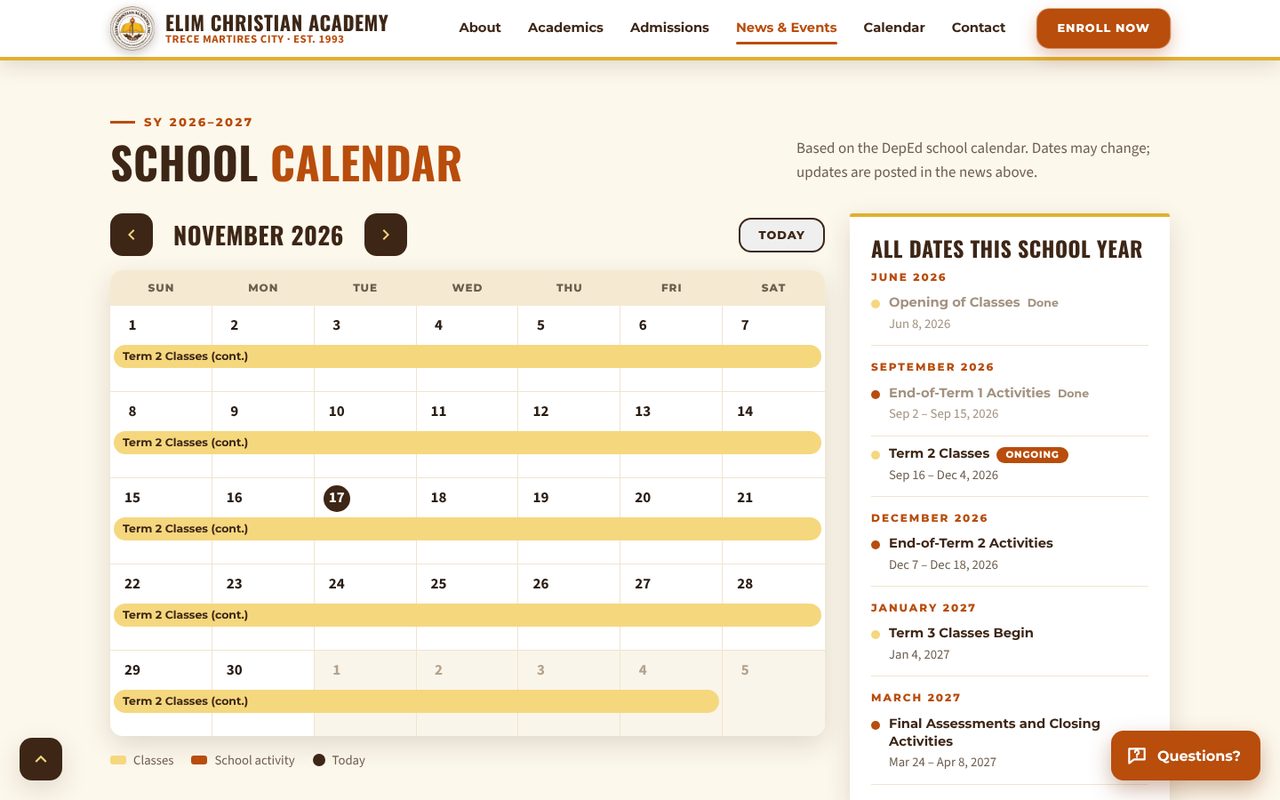 ELIM CHRISTIAN ACADEMY
TRECE MARTIRES CITY · EST. 1993
About
Academics
Admissions
News & Events
Calendar
Contact
ENROLL NOW
SY 2026–2027
SCHOOL CALENDAR
Based on the DepEd school calendar. Dates may change;
updates are posted in the news above.
NOVEMBER 2026
TODAY
SUN MON TUE WED THU FRI SAT
1 2 3 4 5 6 7
Term 2 Classes (cont.)
8 9 10 11 12 13 14
Term 2 Classes (cont.)
15 16 17 18 19 20 21
Term 2 Classes (cont.)
22 23 24 25 26 27 28
Term 2 Classes (cont.)
29 30 1 2 3 4 5
Term 2 Classes (cont.)
Classes
School activity
Today
ALL DATES THIS SCHOOL YEAR
JUNE 2026
Opening of Classes Done
Jun 8, 2026
SEPTEMBER 2026
End-of-Term 1 Activities Done
Sep 2 – Sep 15, 2026
Term 2 Classes ONGOING
Sep 16 – Dec 4, 2026
DECEMBER 2026
End-of-Term 2 Activities
Dec 7 – Dec 18, 2026
JANUARY 2027
Term 3 Classes Begin
Jan 4, 2027
MARCH 2027
Final Assessments and Closing
Activities
Mar 24 – Apr 8, 2027
Questions?